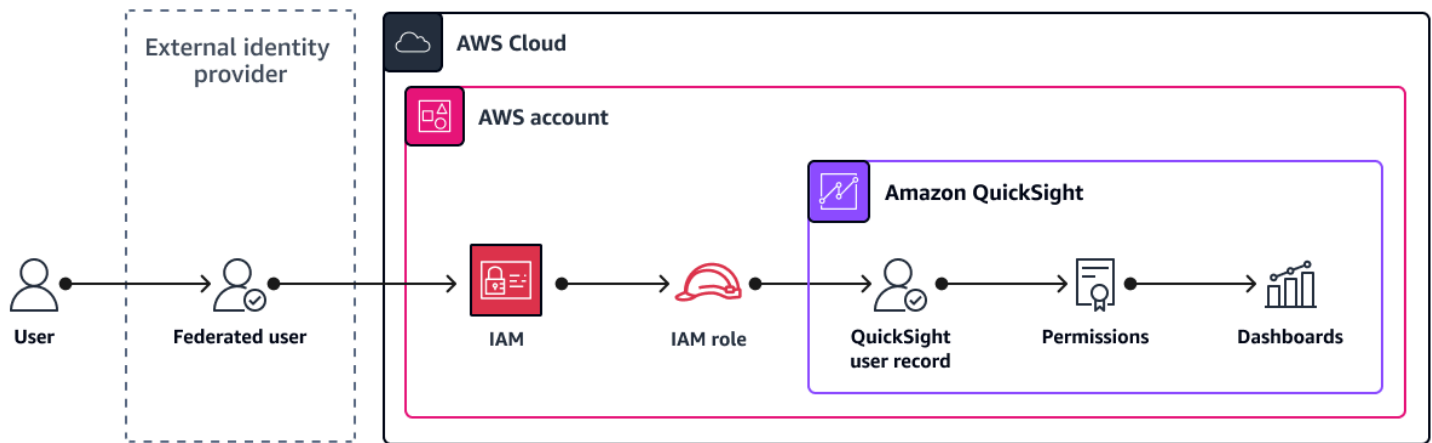 External identity
provider
AWS Cloud
AWS account
Amazon QuickSight
User
Federated user
IAM
IAM role
QuickSight
user record
Permissions
Dashboards